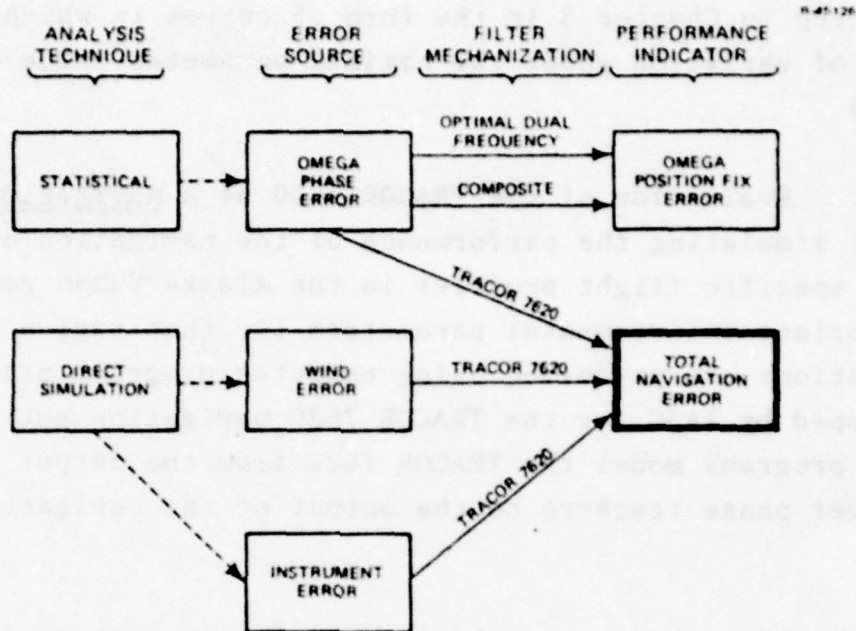 R-45126
ANALYSIS TECHNIQUE
ERROR SOURCE
FILTER MECHANIZATION
PERFORMANCE INDICATOR
STATISTICAL
OMEGA
PHASE
ERROR
OPTIMAL DUAL
FREQUENCY
COMPOSITE
OMEGA
POSITION FIX
ERROR
TRACOR 7620
DIRECT
SIMULATION
WIND
ERROR
TRACOR 7620
TOTAL
NAVIGATION
ERROR
TRACOR 7620
INSTRUMENT
ERROR